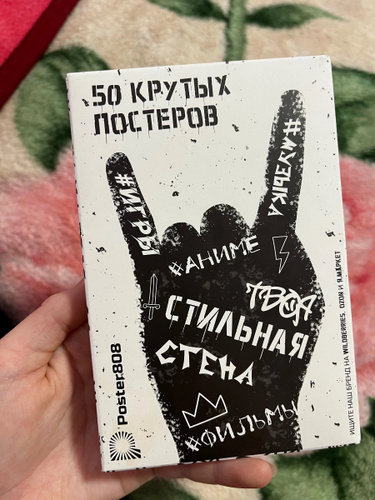 50 КРУТЫХ
ПОСТЕРОВ
#ИГРЫ
#МУЗЫКА
#АНИМЕ
ТВОЯ
СТИЛЬНАЯ
СТЕНА
#ФИЛЬМЫ
Poster808
ИЩИТЕ НАШ БРЕНД НА WILDBERRIES, OZON И Я.МАРКЕТ